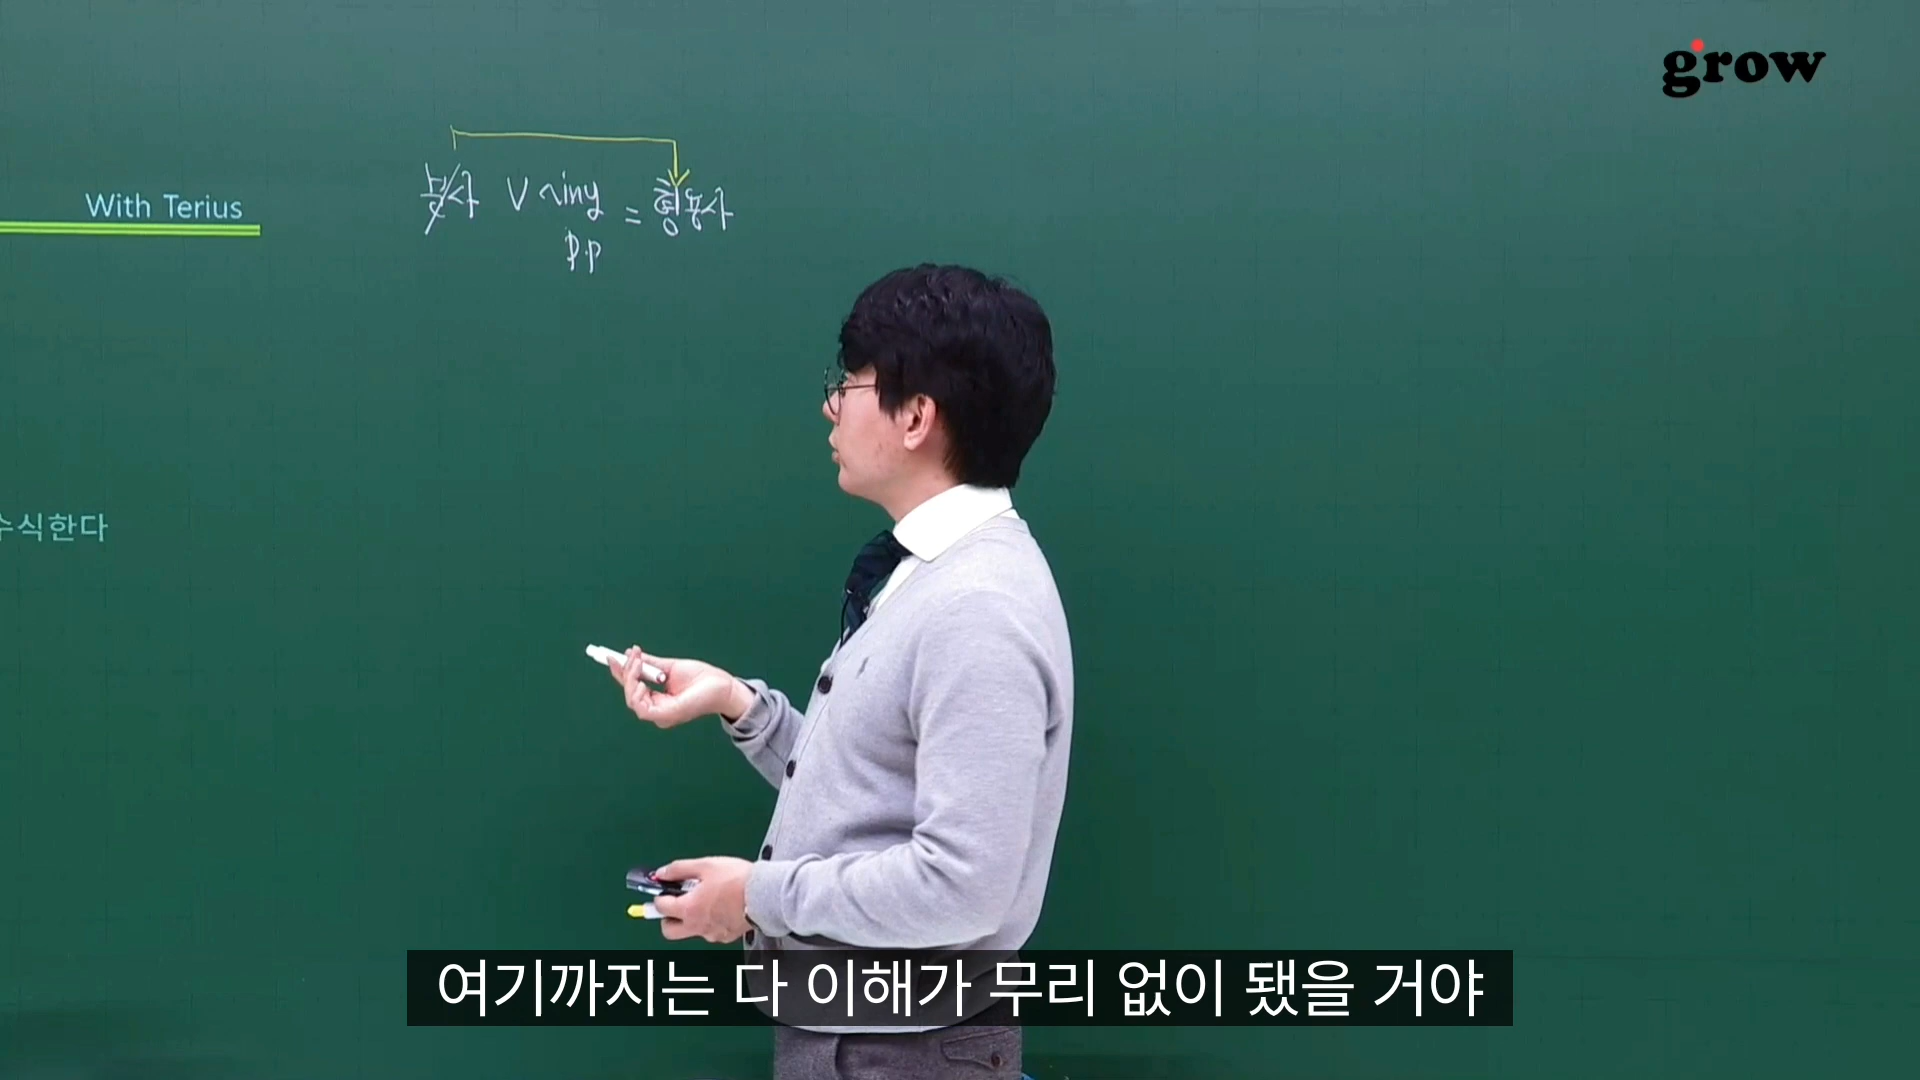 grow
With Terius
부사 V~ing = 형용사
p.p
수식한다
여기까지는 다 이해가 무리 없이 됐을 거야